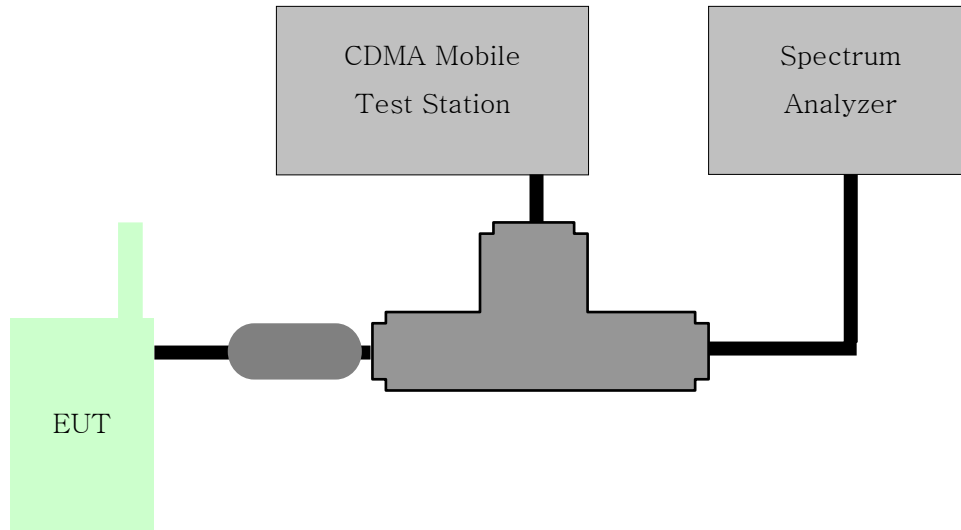 CDMA Mobile
Test Station
Spectrum
Analyzer
EUT